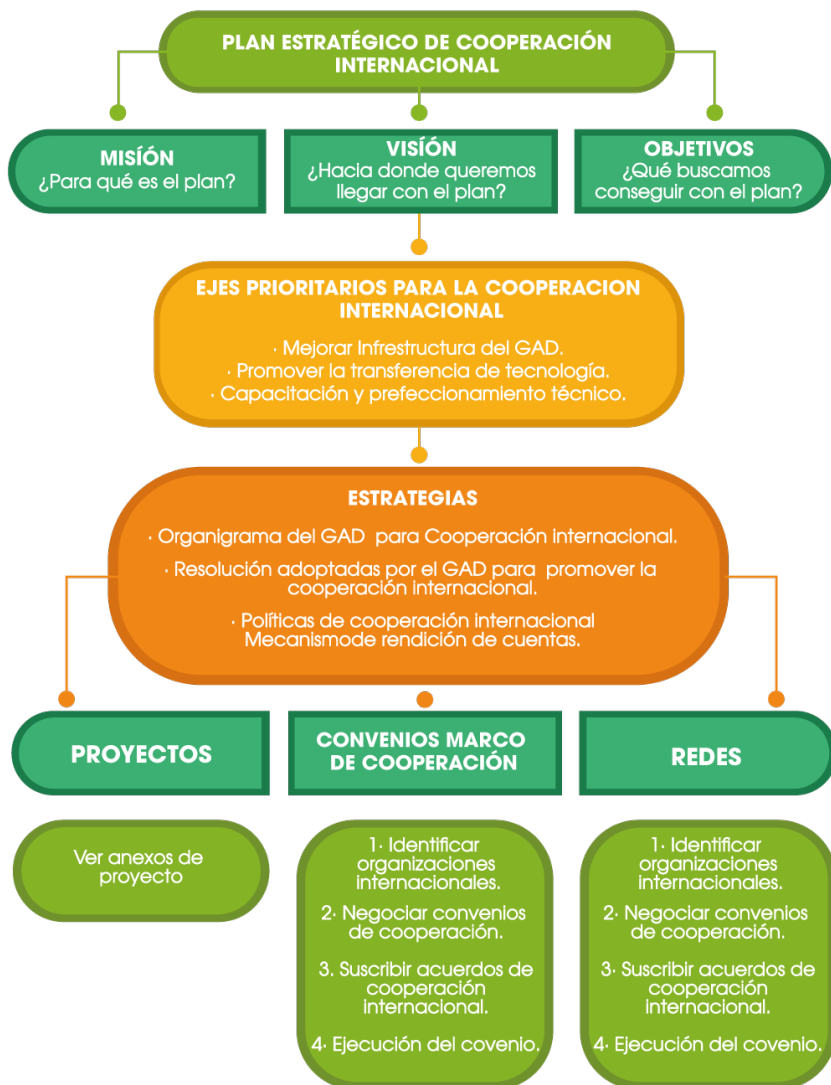 PLAN ESTRATÉGICO DE COOPERACIÓN
INTERNACIONAL
MISÍÓN
¿Para qué es el plan?
VISÍÓN
¿Hacia donde queremos
llegar con el plan?
OBJETIVOS
¿Qué buscamos
conseguir con el plan?
EJES PRIORITARIOS PARA LA COOPERACION
INTERNACIONAL
· Mejorar Infrestructura del GAD.
· Promover la transferencia de tecnología.
· Capacitación y prefeccionamiento técnico.
ESTRATEGIAS
· Organigrama del GAD para Cooperación internacional.
· Resolución adoptadas por el GAD para promover la
cooperación internacional.
· Políticas de cooperación internacional
Mecanismode rendición de cuentas.
PROYECTOS
CONVENIOS MARCO
DE COOPERACIÓN
REDES
Ver anexos de
proyecto
1· Identificar
organizaciones
internacionales.
2· Negociar convenios
de cooperación.
3. Suscribir acuerdos de
cooperación
internacional.
4· Ejecución del covenio.
1· Identificar
organizaciones
internacionales.
2· Negociar convenios
de cooperación.
3· Suscribir acuerdos de
cooperación
internacional.
4· Ejecución del covenio.